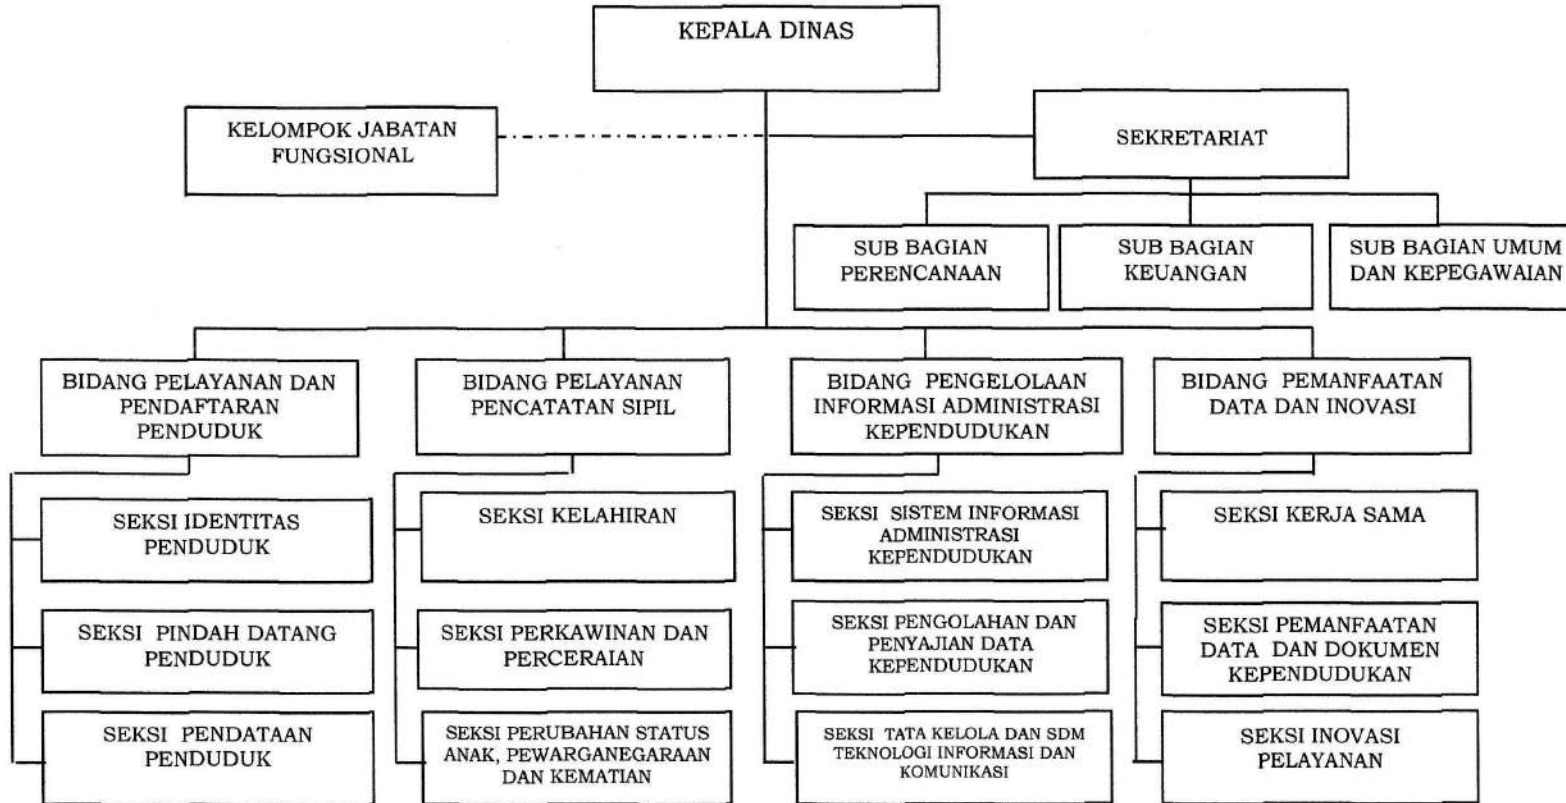 KEPALA DINAS
KELOMPOK JABATAN
FUNGSIONAL
SEKRETARIAT
SUB BAGIAN
PERENCANAAN
SUB BAGIAN
KEUANGAN
SUB BAGIAN UMUM
DAN KEPEGAWAIAN
BIDANG PELAYANAN DAN
PENDAFTARAN
PENDUDUK
BIDANG PELAYANAN
PENCATATAN SIPIL
BIDANG PENGELOLAAN
INFORMASI ADMINISTRASI
KEPENDUDUKAN
BIDANG PEMANFAATAN
DATA DAN INOVASI
SEKSI IDENTITAS
PENDUDUK
SEKSI KELAHIRAN
SEKSI SISTEM INFORMASI
ADMINISTRASI
KEPENDUDUKAN
SEKSI KERJA SAMA
SEKSI PINDAH DATANG
PENDUDUK
SEKSI PERKAWINAN DAN
PERCERAIAN
SEKSI PENGOLAHAN DAN
PENYAJIAN DATA
KEPENDUDUKAN
SEKSI PEMANFAATAN
DATA DAN DOKUMEN
KEPENDUDUKAN
SEKSI PENDATAAN
PENDUDUK
SEKSI PERUBAHAN STATUS
ANAK, PEWARGANEGARAAN
DAN KEMATIAN
SEKSI TATA KELOLA DAN SDM
TEKNOLOGI INFORMASI DAN
KOMUNIKASI
SEKSI INOVASI
PELAYANAN